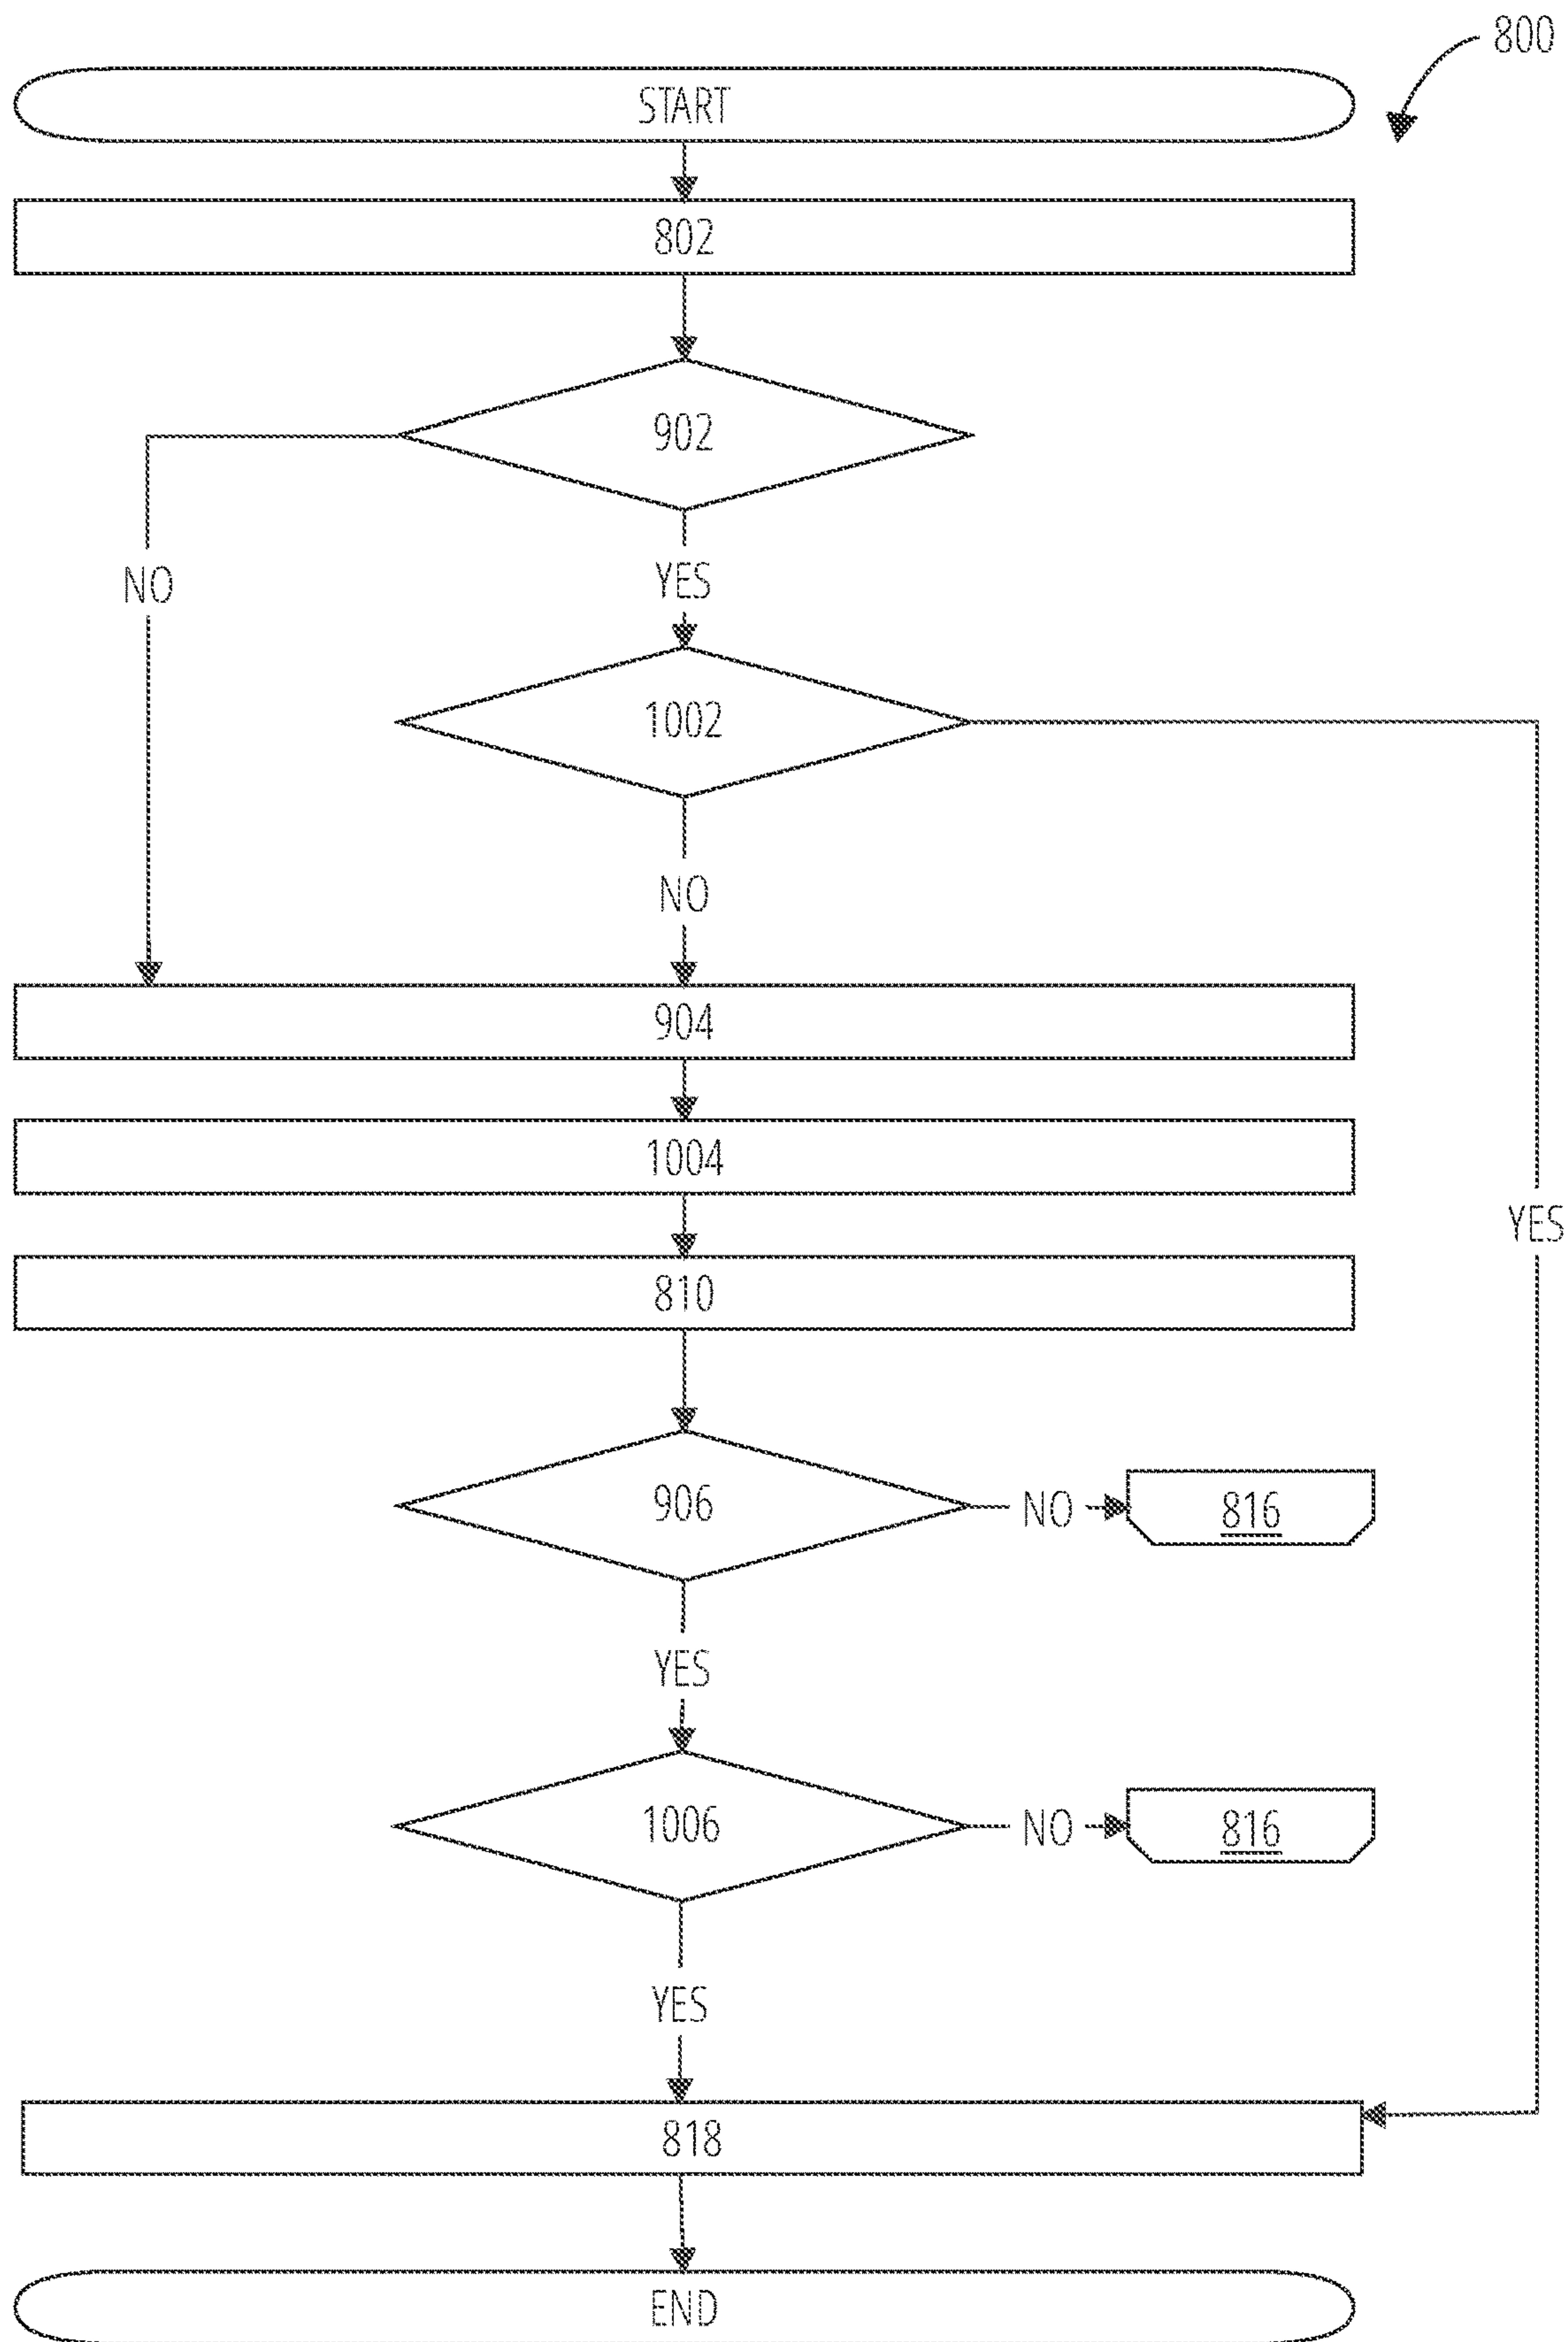 800
START
802
902
NO
YES
1002
NO
904
1004
810
YES
906
NO
816
YES
1006
NO
816
YES
818
END